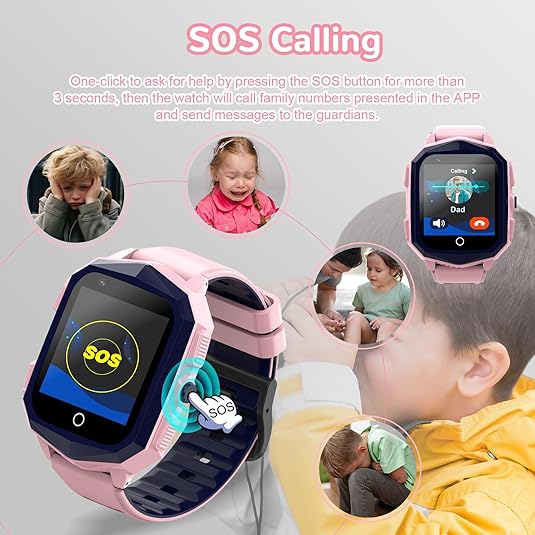 SOS Calling
One-click to ask for help by pressing the SOS button for more than
3 seconds, then the watch will call family numbers presented in the APP
and send messages to the guardians.
Calling
Dad
SOS
SOS